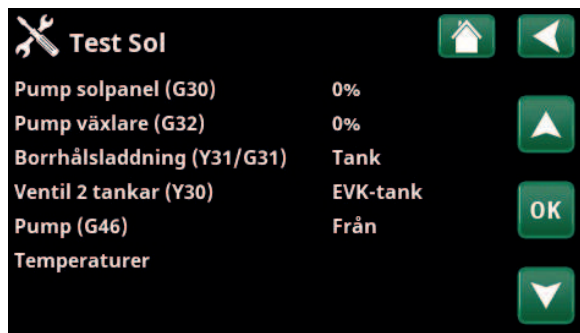 Test Sol
Pump solpanel (G30) 0%
Pump växlare (G32) 0%
Borrhålsladdning (Y31/G31) Tank
Ventil 2 tankar (Y30) EVK-tank
Pump (G46) Från
Temperaturer
OK